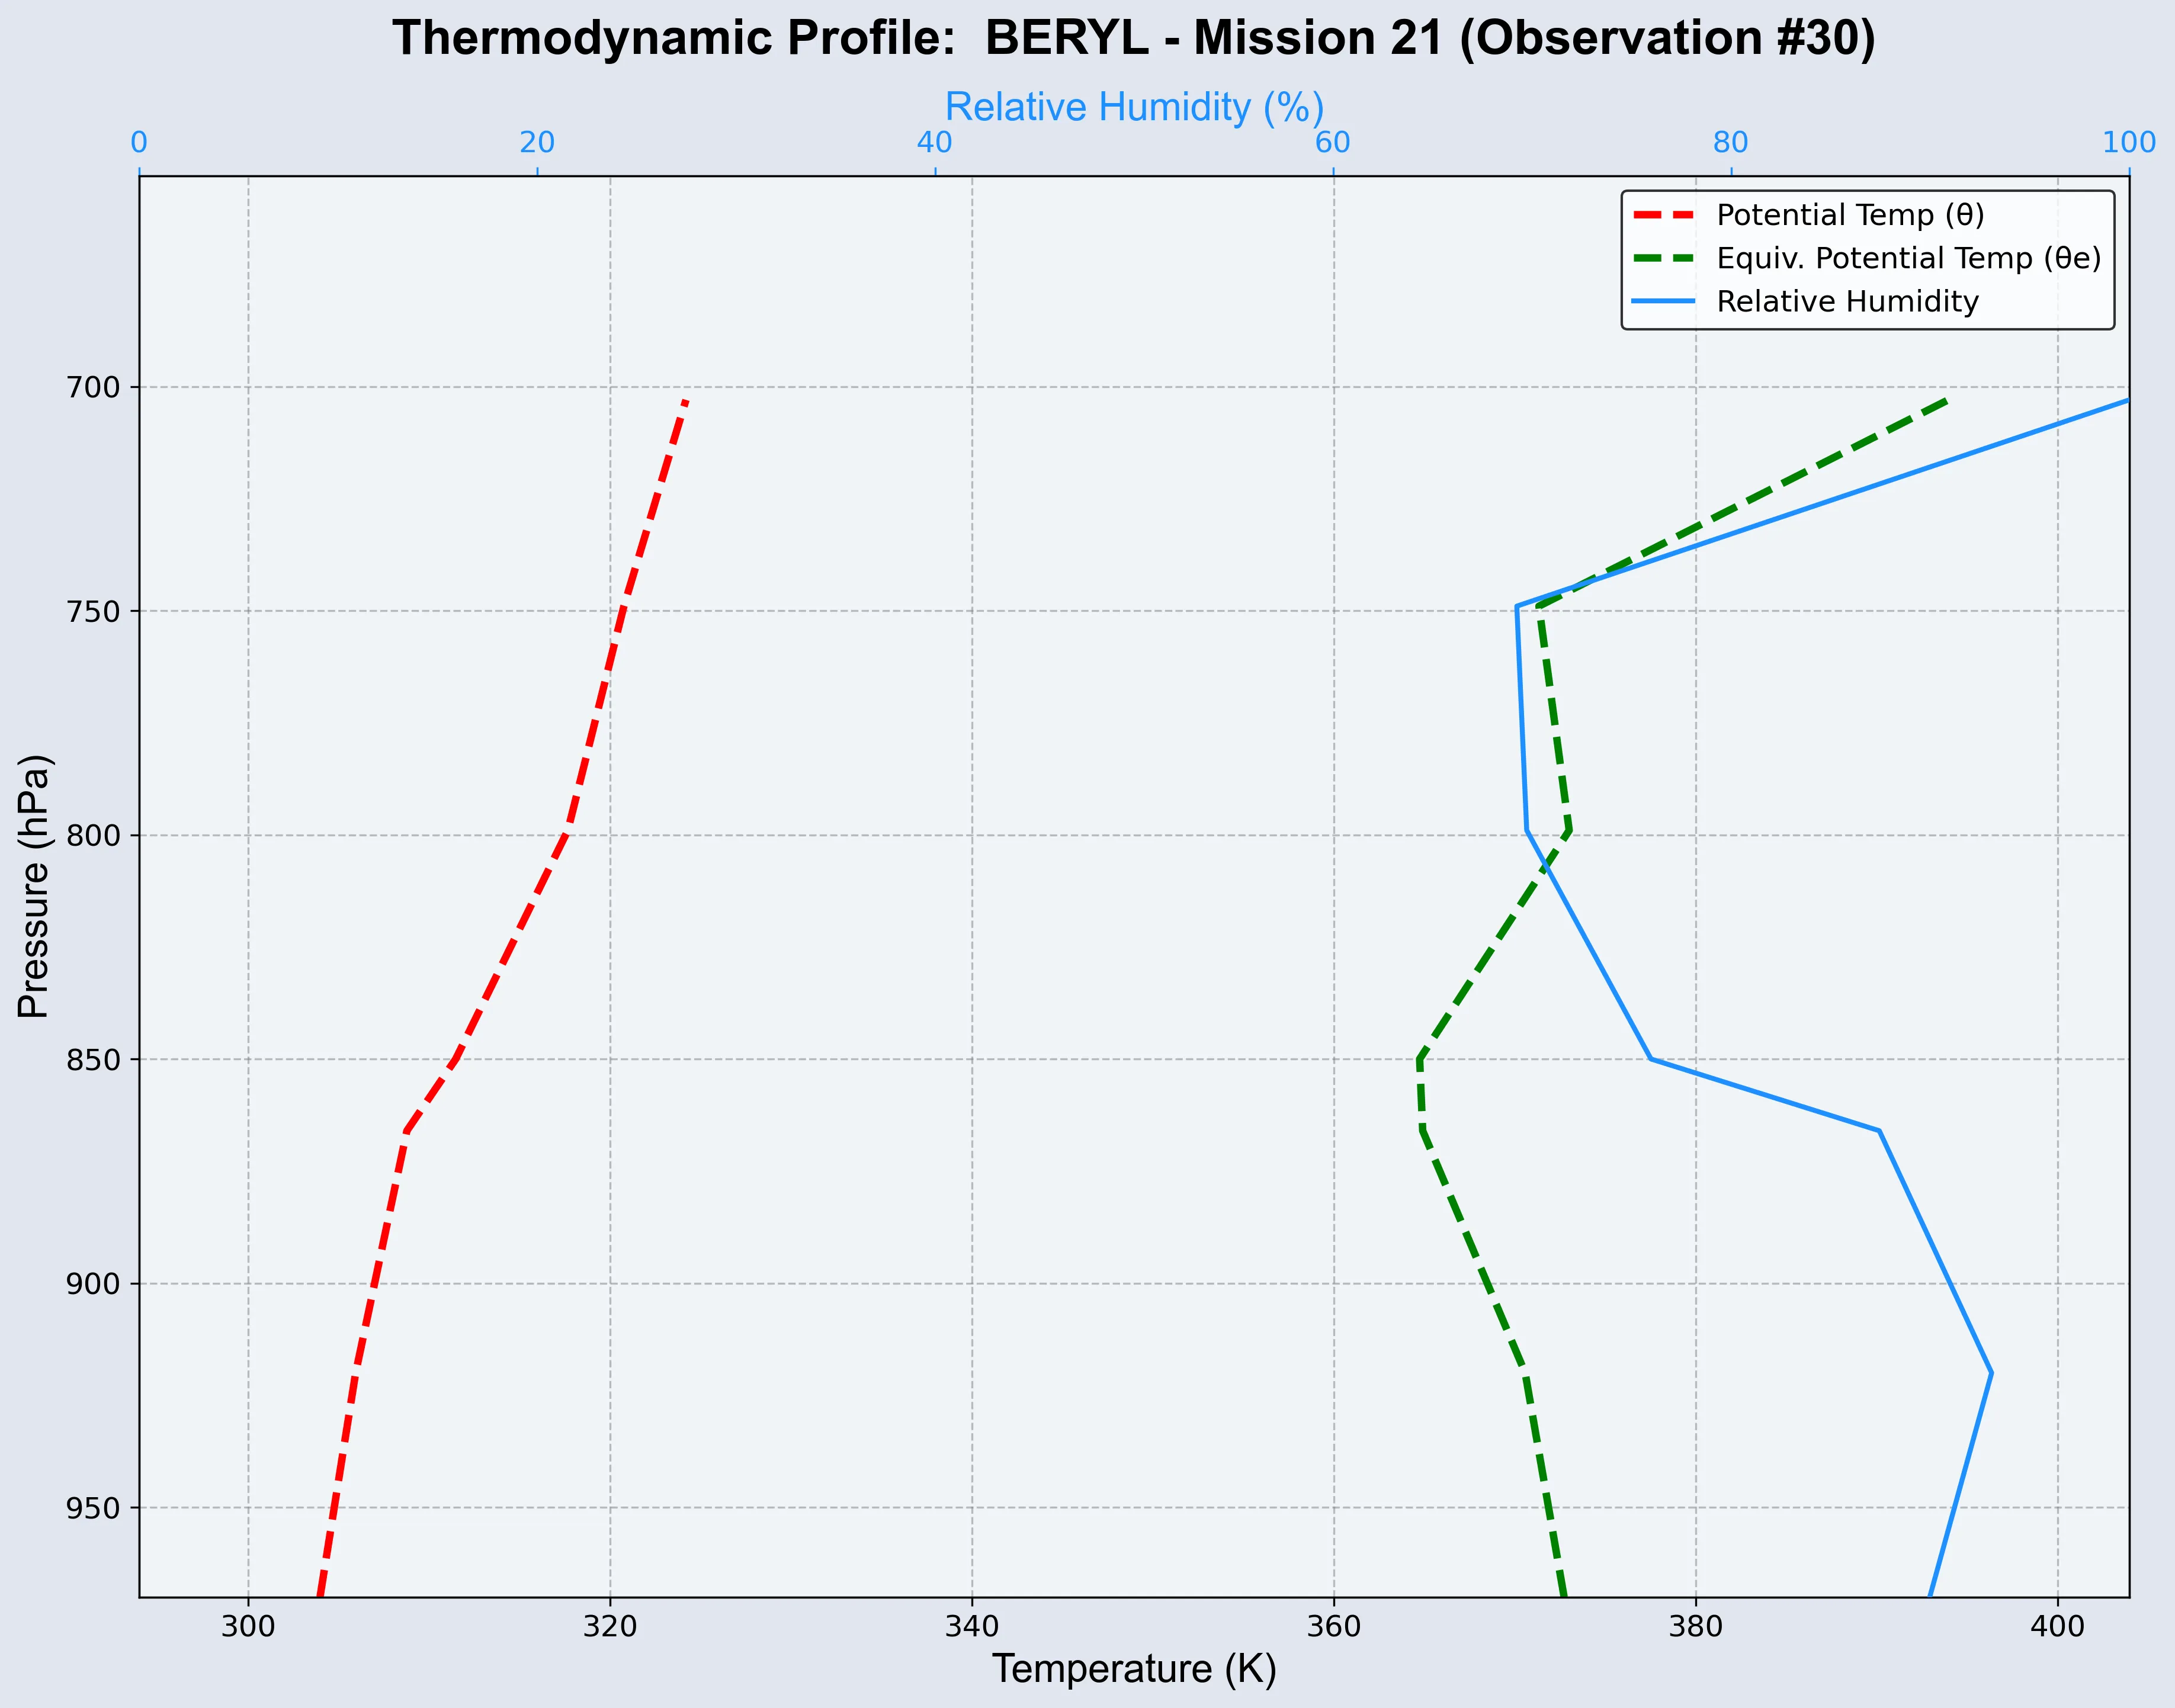 Thermodynamic Profile:  BERYL - Mission 21 (Observation #30)
Relative Humidity (%)
0 20 40 60 80 100
Potential Temp (θ)
Equiv. Potential Temp (θe)
Relative Humidity
Pressure (hPa)
700
750
800
850
900
950
300 320 340 360 380 400
Temperature (K)